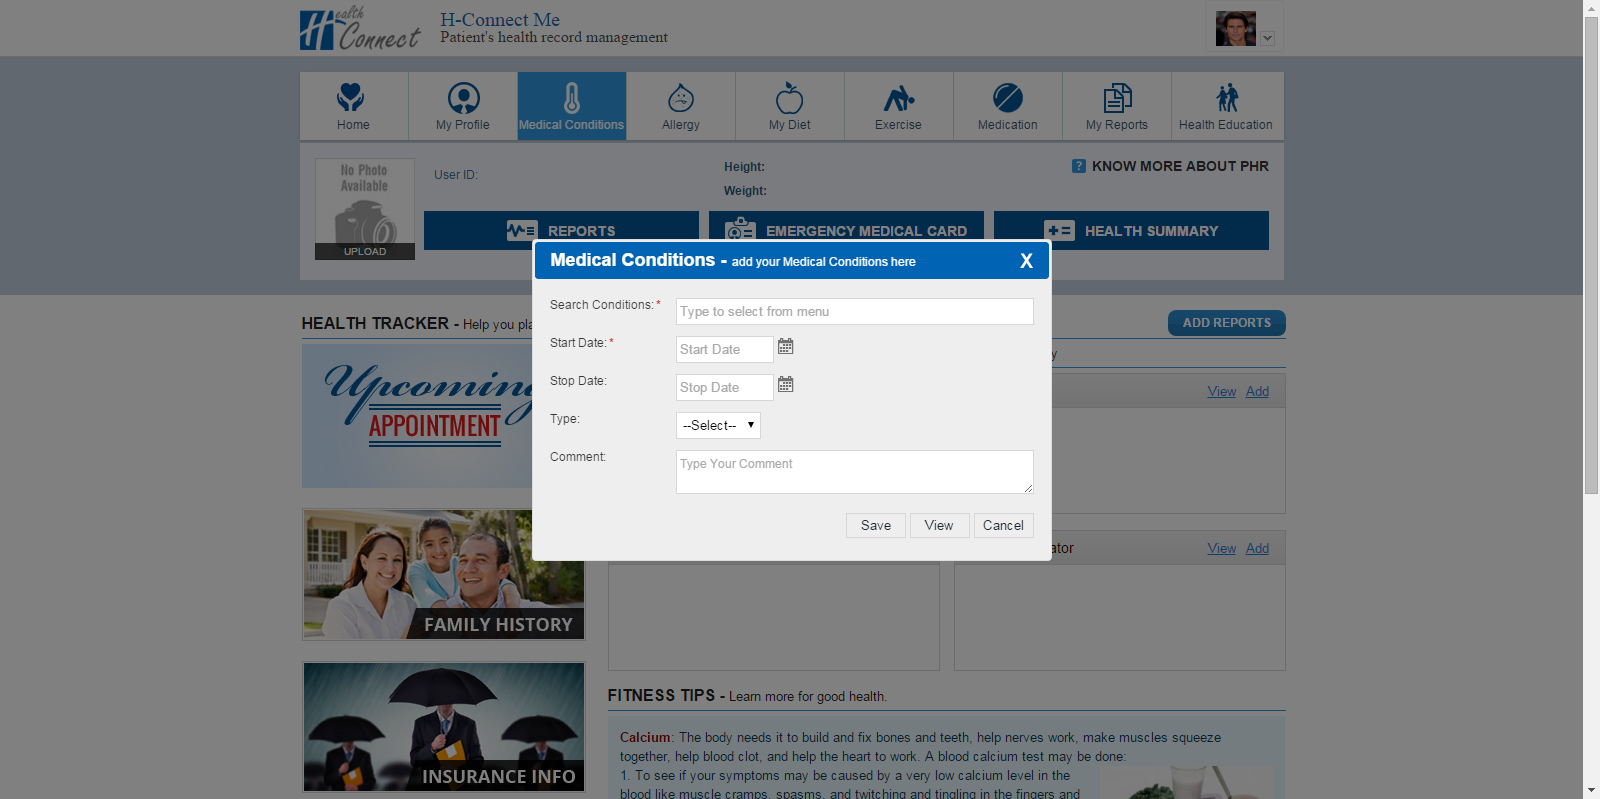 Health Connect
H-Connect Me
Patient's health record management
Home
My Profile
Medical Conditions
Allergy
My Diet
Exercise
Medication
My Reports
Health Education
No Photo
Available
UPLOAD
User ID:
Height:
Weight:
? KNOW MORE ABOUT PHR
REPORTS
EMERGENCY MEDICAL CARD
HEALTH SUMMARY
Medical Conditions - add your Medical Conditions here X
Search Conditions:* Type to select from menu
Start Date:* Start Date
Stop Date: Stop Date
Type: --Select--
Comment: Type Your Comment
Save View Cancel
HEALTH TRACKER - Help you
ADD REPORTS
Upcoming
APPOINTMENT
View Add
View Add
FAMILY HISTORY
INSURANCE INFO
FITNESS TIPS - Learn more for good health.
Calcium: The body needs it to build and fix bones and teeth, help nerves work, make muscles squeeze
together, help blood clot, and help the heart to work. A blood calcium test may be done:
1. To see if your symptoms may be caused by a very low calcium level in the
blood like muscle cramps, spasms, and twitching and tingling in the fingers and